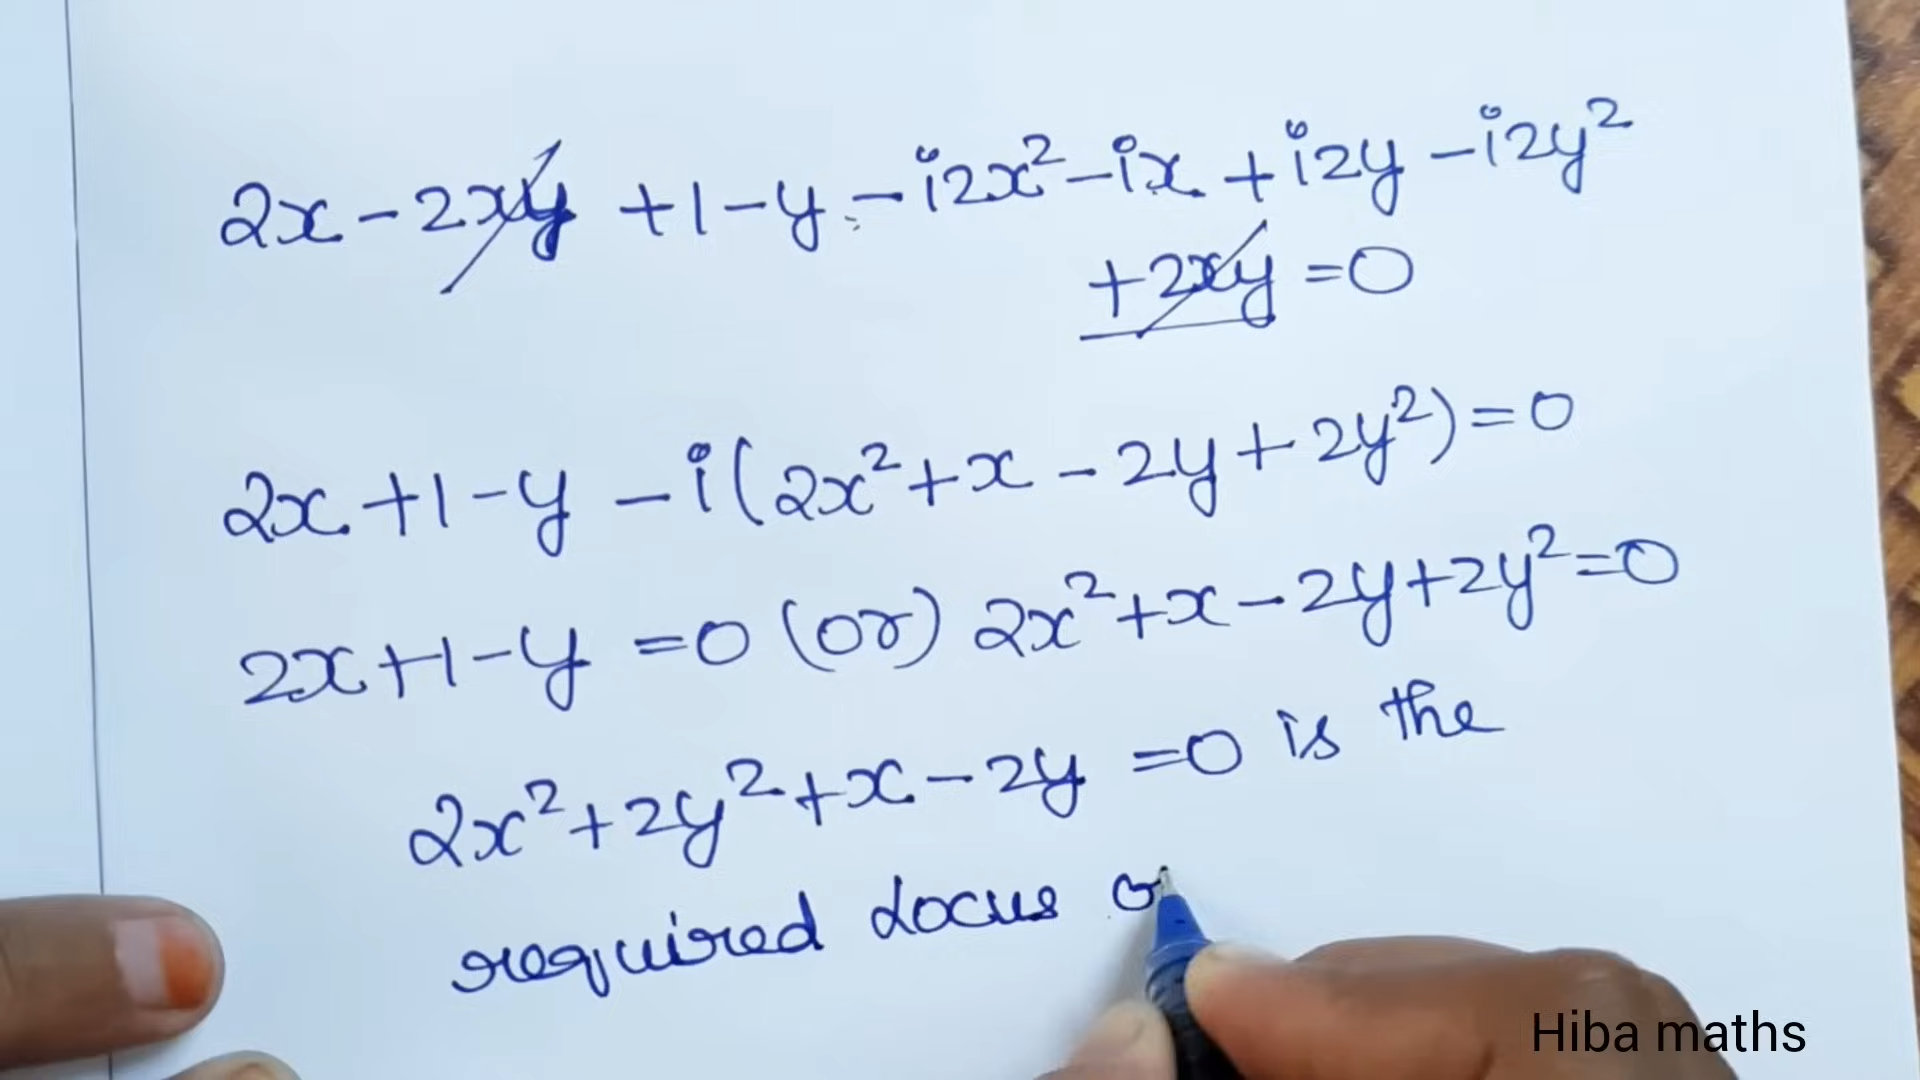 2x - 2xy + 1 - y - i2x² - ix + i2y - i2y²
+ 2xy = 0
2x + 1 - y - i(2x² + x - 2y + 2y²) = 0
2x + 1 - y = 0 (or) 2x² + x - 2y + 2y² = 0
2x² + 2y² + x - 2y = 0 is the
required Locus o
Hiba maths